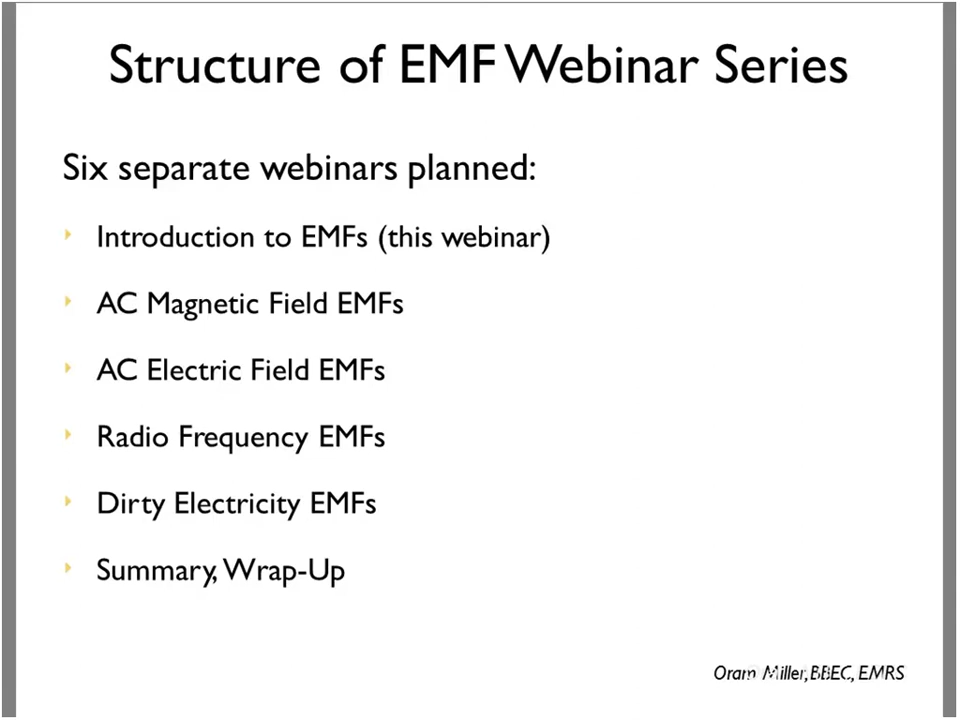 Structure of EMF Webinar Series
Six separate webinars planned:
Introduction to EMFs (this webinar)
AC Magnetic Field EMFs
AC Electric Field EMFs
Radio Frequency EMFs
Dirty Electricity EMFs
Summary, Wrap-Up
Oram Miller, BBEC, EMRS